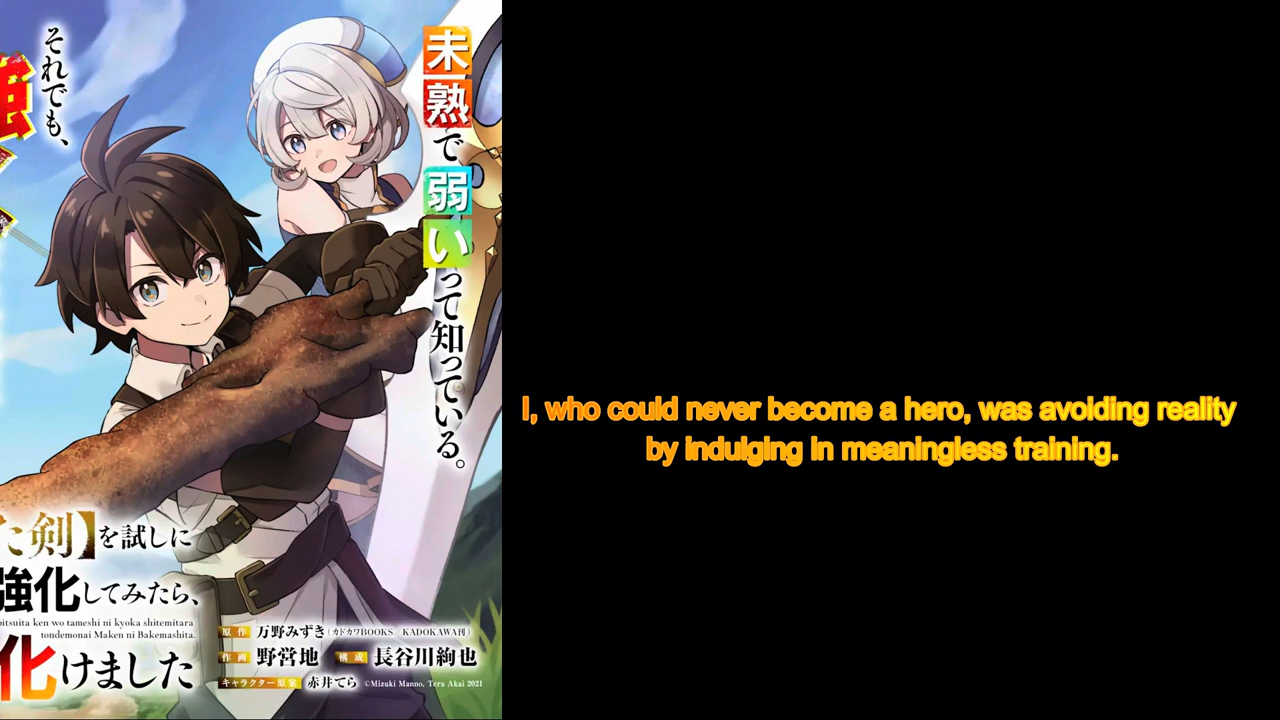 未熟で弱いって知っている。
それでも、
強
た剣】を試しに
強化してみたら、
bitsuita ken wo tameshi ni kyoka shitemitara
tondemonai Maken ni Bakemashita.
化けました
原作 万野みずき(カドカワBOOKS/KADOKAWA刊)
作画 野営地 構成 長谷川絢也
キャラクター原案 赤井てら ©Mizuki Manno, Tera Akai 2021
I, who could never become a hero, was avoiding reality
by indulging in meaningless training.